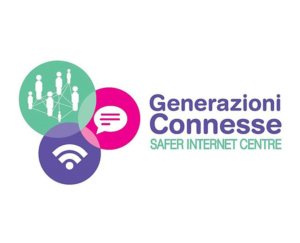 Generazioni
Connesse
SAFER INTERNET CENTRE